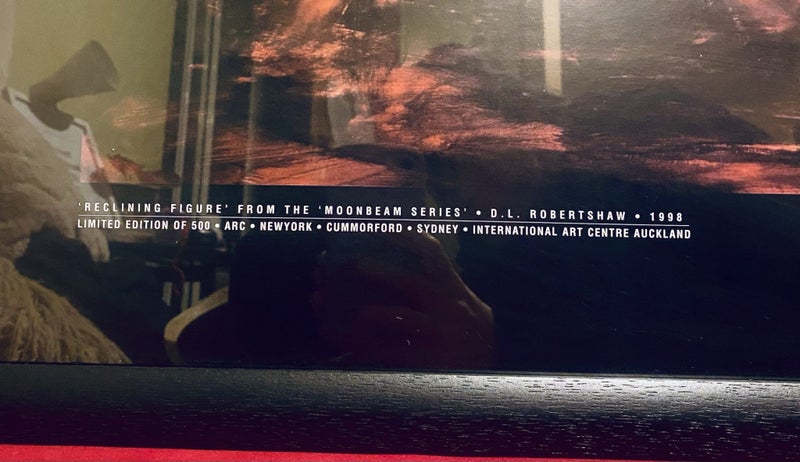 'RECLINING FIGURE' FROM THE 'MOONBEAM SERIES' • D.L. ROBERTSHAW • 1998
LIMITED EDITION OF 500 • ARC • NEWYORK • CUMMORFORD • SYDNEY • INTERNATIONAL ART CENTRE AUCKLAND